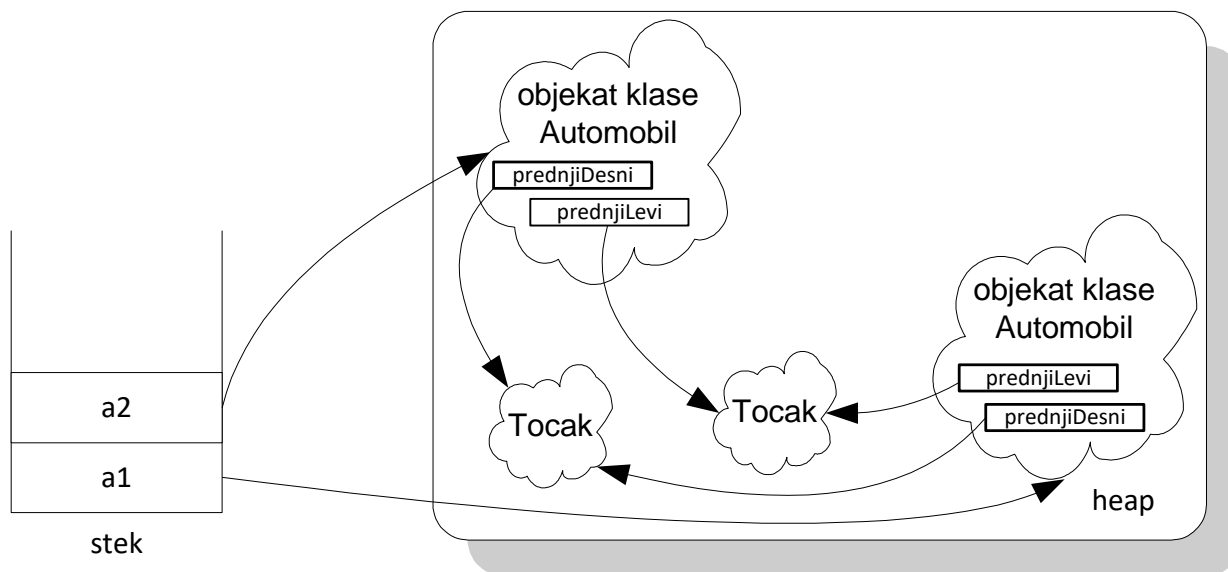 objekat klase
Automobil
prednjiDesni
prednjiLevi
objekat klase
Automobil
prednjiLevi
prednjiDesni
Tocak
Tocak
a2
a1
stek
heap